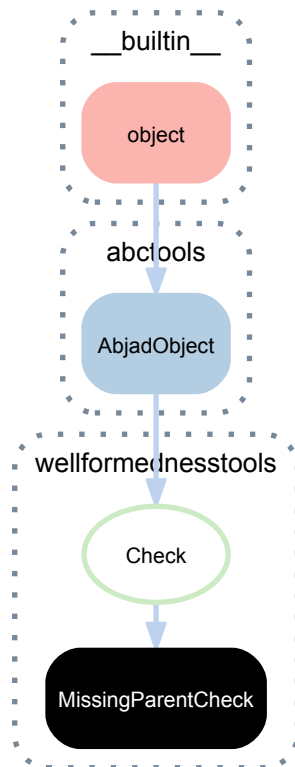 __builtin__
object
abctools
AbjadObject
wellformednesstools
Check
MissingParentCheck